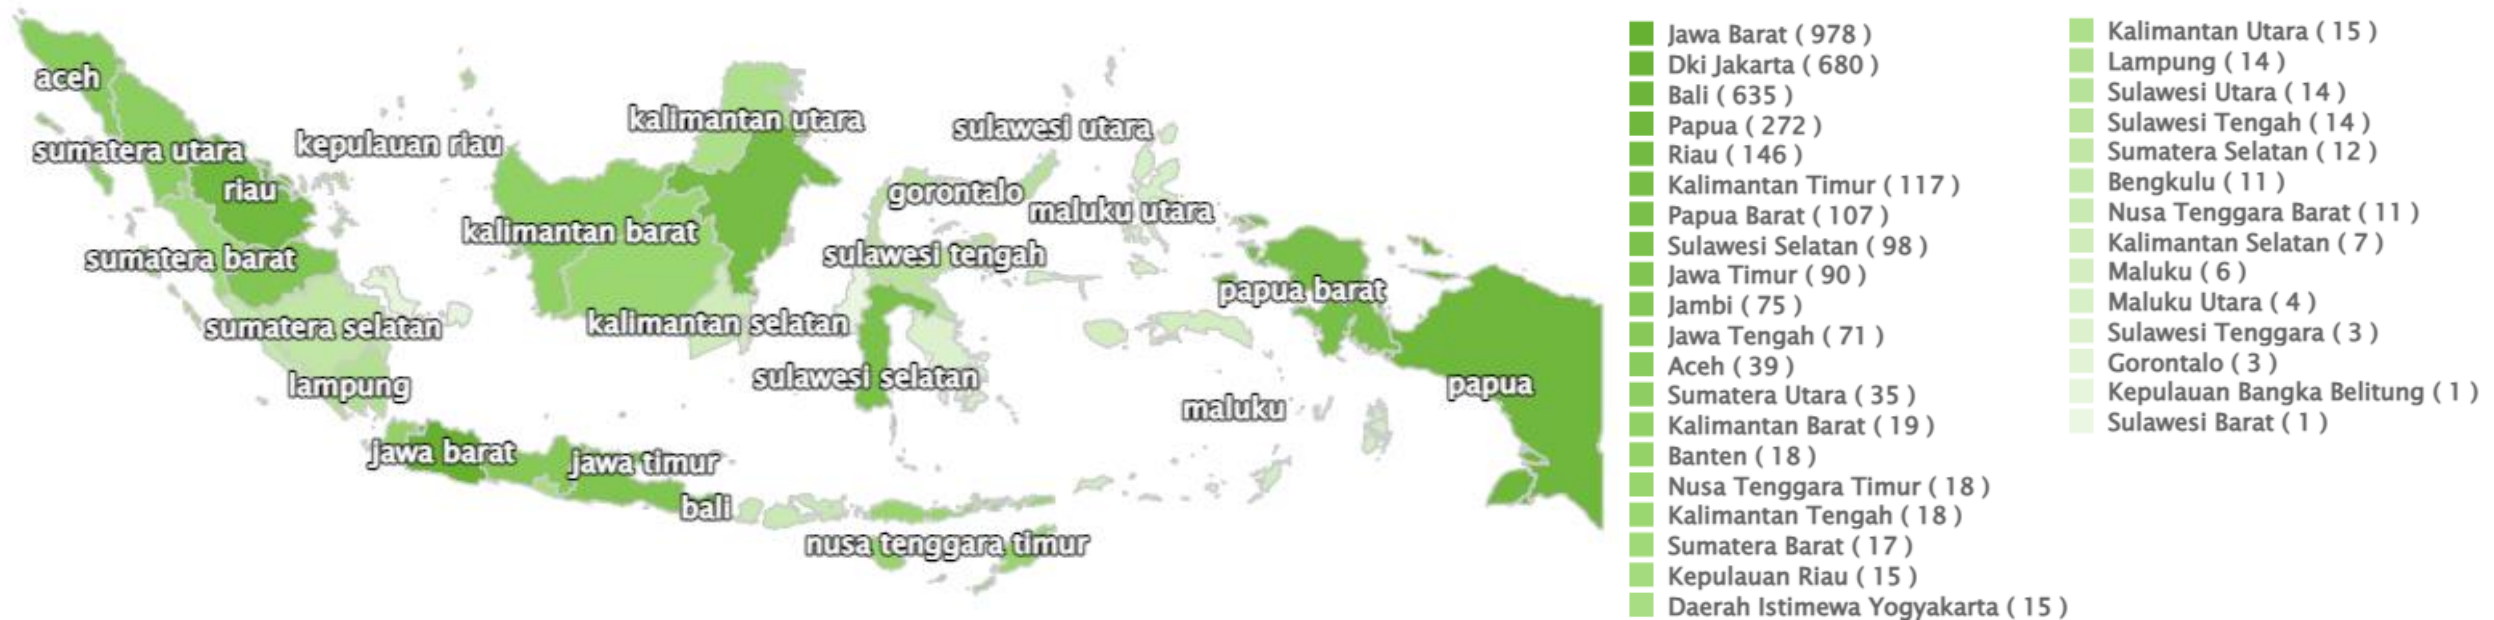 aceh
sumatera utara
kepulauan riau
riau
sumatera barat
sumatera selatan
lampung
jawa barat
jawa timur
bali
nusa tenggara timur
kalimantan utara
kalimantan barat
kalimantan selatan
sulawesi utara
gorontalo
maluku utara
sulawesi tengah
sulawesi selatan
maluku
papua barat
papua
Jawa Barat ( 978 )
Dki Jakarta ( 680 )
Bali ( 635 )
Papua ( 272 )
Riau ( 146 )
Kalimantan Timur ( 117 )
Papua Barat ( 107 )
Sulawesi Selatan ( 98 )
Jawa Timur ( 90 )
Jambi ( 75 )
Jawa Tengah ( 71 )
Aceh ( 39 )
Sumatera Utara ( 35 )
Kalimantan Barat ( 19 )
Banten ( 18 )
Nusa Tenggara Timur ( 18 )
Kalimantan Tengah ( 18 )
Sumatera Barat ( 17 )
Kepulauan Riau ( 15 )
Daerah Istimewa Yogyakarta ( 15 )
Kalimantan Utara ( 15 )
Lampung ( 14 )
Sulawesi Utara ( 14 )
Sulawesi Tengah ( 14 )
Sumatera Selatan ( 12 )
Bengkulu ( 11 )
Nusa Tenggara Barat ( 11 )
Kalimantan Selatan ( 7 )
Maluku ( 6 )
Maluku Utara ( 4 )
Sulawesi Tenggara ( 3 )
Gorontalo ( 3 )
Kepulauan Bangka Belitung ( 1 )
Sulawesi Barat ( 1 )